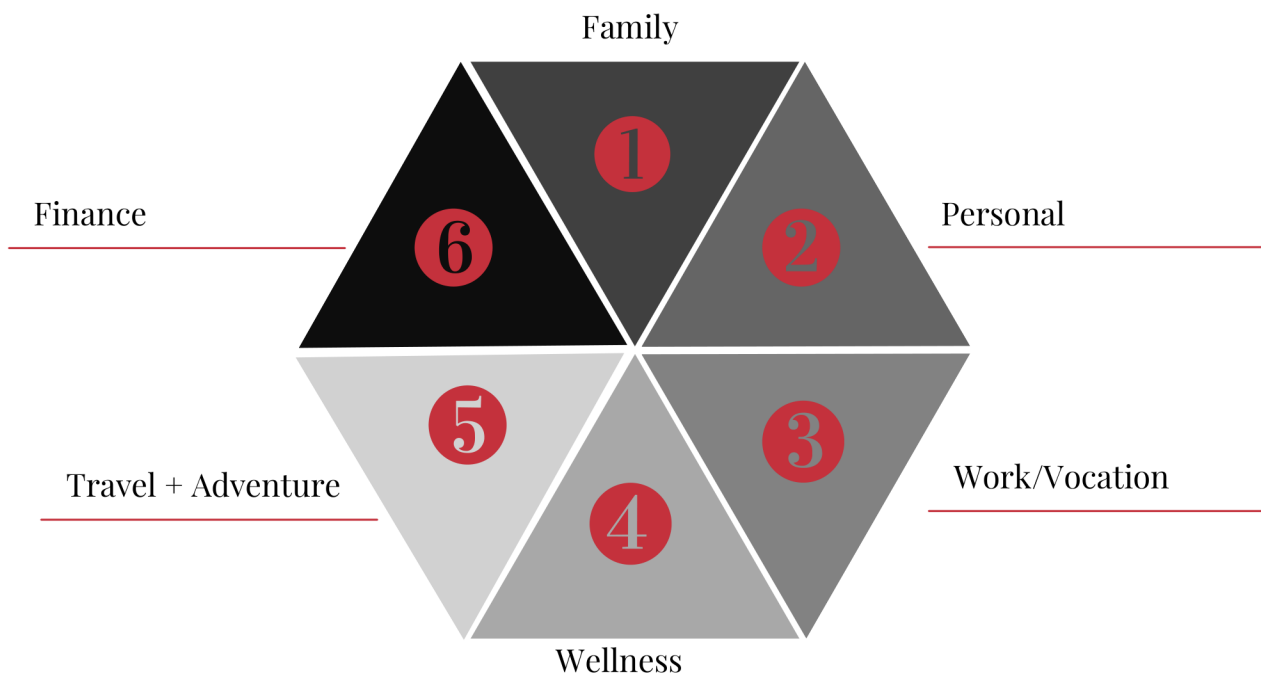 Family
1
6
2
Finance
Personal
5
3
Travel + Adventure
Work/Vocation
4
Wellness